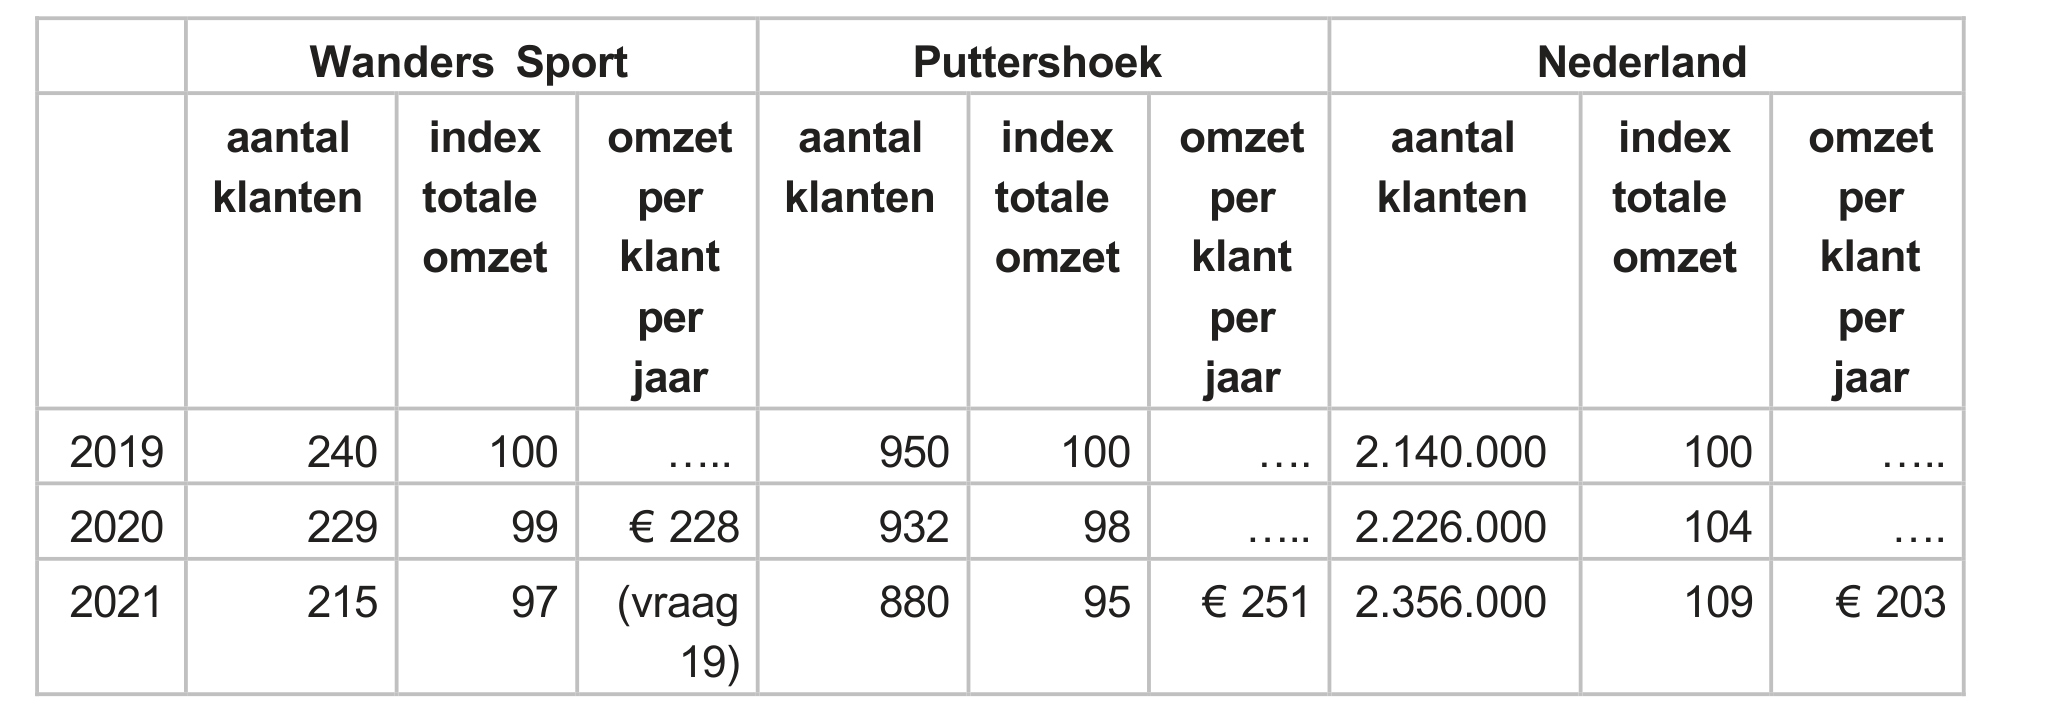 Wanders Sport Puttershoek Nederland
aantal index omzet aantal index omzet aantal index omzet
klanten totale per klanten totale per klanten totale per
omzet klant omzet klant omzet klant
per per per
jaar jaar jaar
2019 240 100 ….. 950 100 …. 2.140.000 100 …..
2020 229 99 € 228 932 98 ….. 2.226.000 104 ….
2021 215 97 (vraag 880 95 € 251 2.356.000 109 € 203
19)